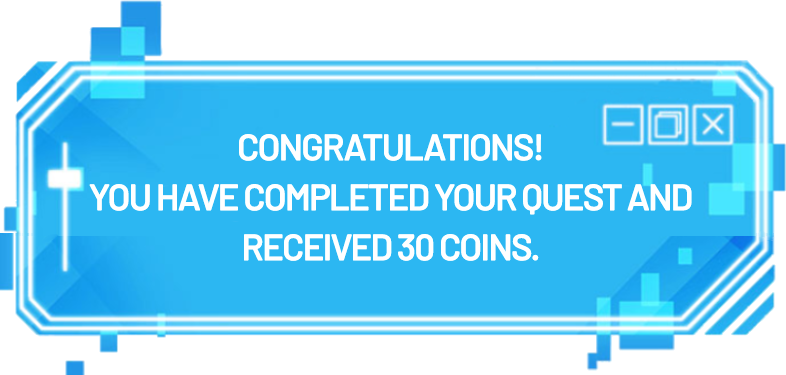 CONGRATULATIONS!
YOU HAVE COMPLETED YOUR QUEST AND
RECEIVED 30 COINS.